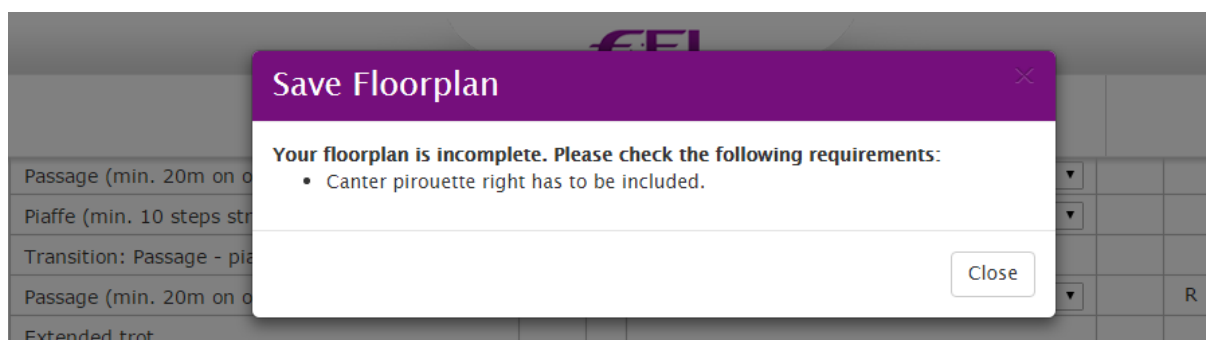 FEI
Save Floorplan
Your floorplan is incomplete. Please check the following requirements:
• Canter pirouette right has to be included.
Close
Passage (min. 20m on o
Piaffe (min. 10 steps str
Transition: Passage - pia
Passage (min. 20m on o
R
Extended trot